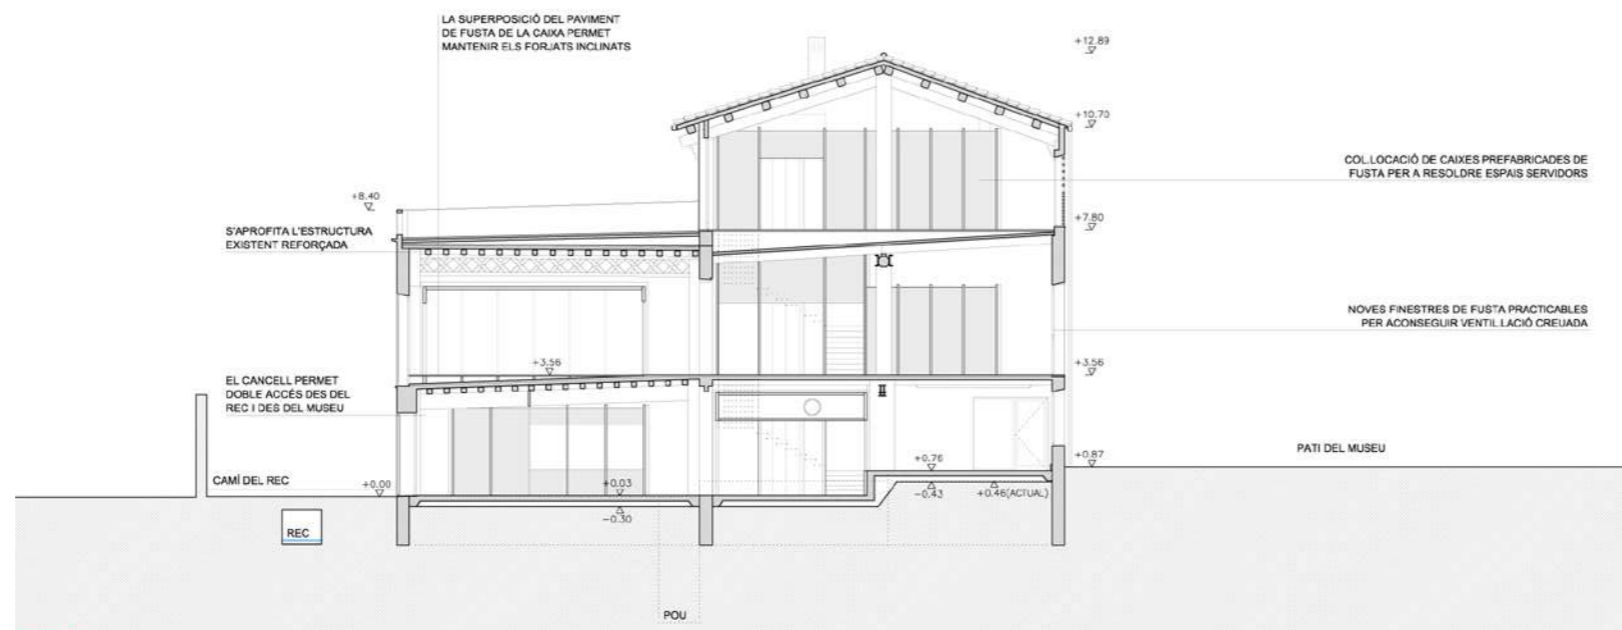 LA SUPERPOSICIÓ DEL PAVIMENT
DE FUSTA DE LA CAIXA PERMET
MANTENIR ELS FORJATS INCLINATS
+12.89
+10.70
COL.LOCACIÓ DE CAIXES PREFABRICADES DE
FUSTA PER A RESOLDRE ESPAIS SERVIDORS
+8.40
+7.80
S'APROFITA L'ESTRUCTURA
EXISTENT REFORÇADA
NOVES FINESTRES DE FUSTA PRACTICABLES
PER ACONSEGUIR VENTIL.LACIÓ CREUADA
+3.56
+3.56
EL CANCELL PERMET
DOBLE ACCÉS DES DEL
REC I DES DEL MUSEU
PATI DEL MUSEU
+0.76
+0.87
CAMÍ DEL REC
+0.00
+0.03
-0.43
+0.46(ACTUAL)
-0.30
REC
POU